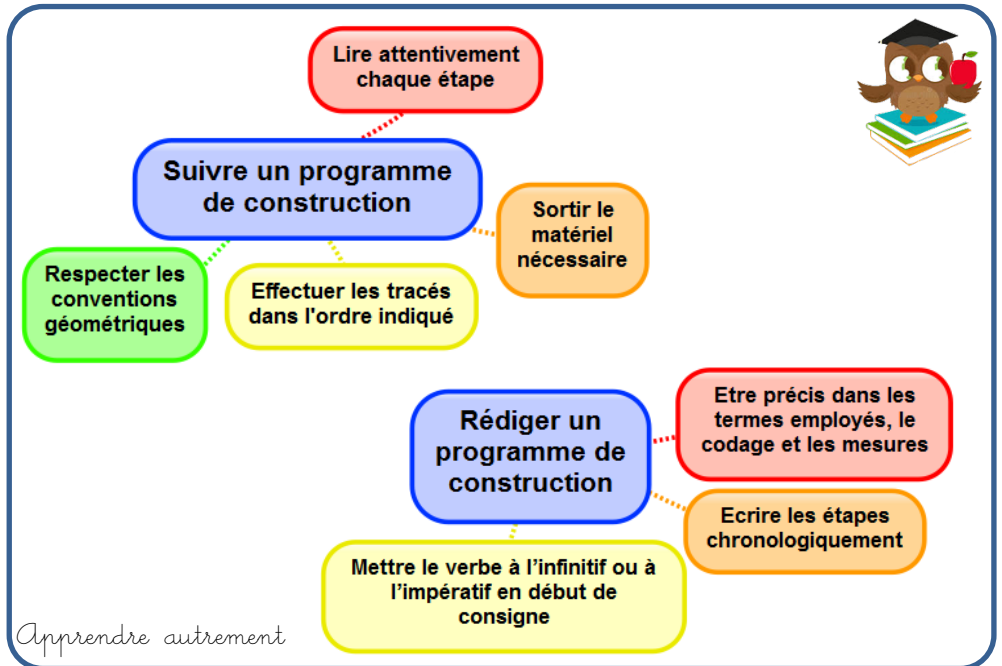 Lire attentivement
chaque étape
Suivre un programme
de construction
Sortir le
matériel
nécessaire
Respecter les
conventions
géométriques
Effectuer les tracés
dans l'ordre indiqué
Rédiger un
programme de
construction
Etre précis dans les
termes employés, le
codage et les mesures
Ecrire les étapes
chronologiquement
Mettre le verbe à l’infinitif ou à
l’impératif en début de
consigne
Apprendre autrement